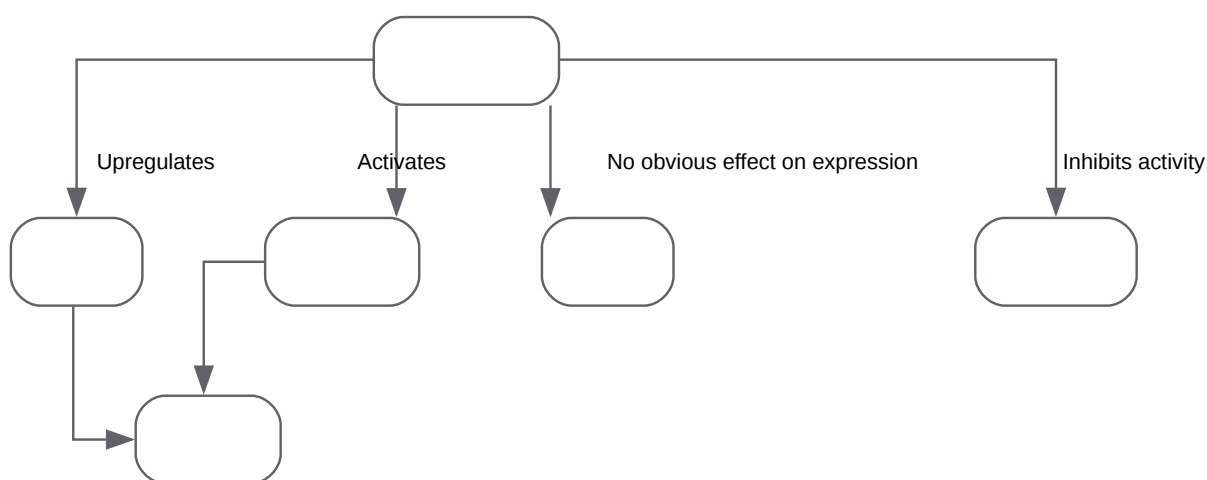 Upregulates
Activates
No obvious effect on expression
Inhibits activity